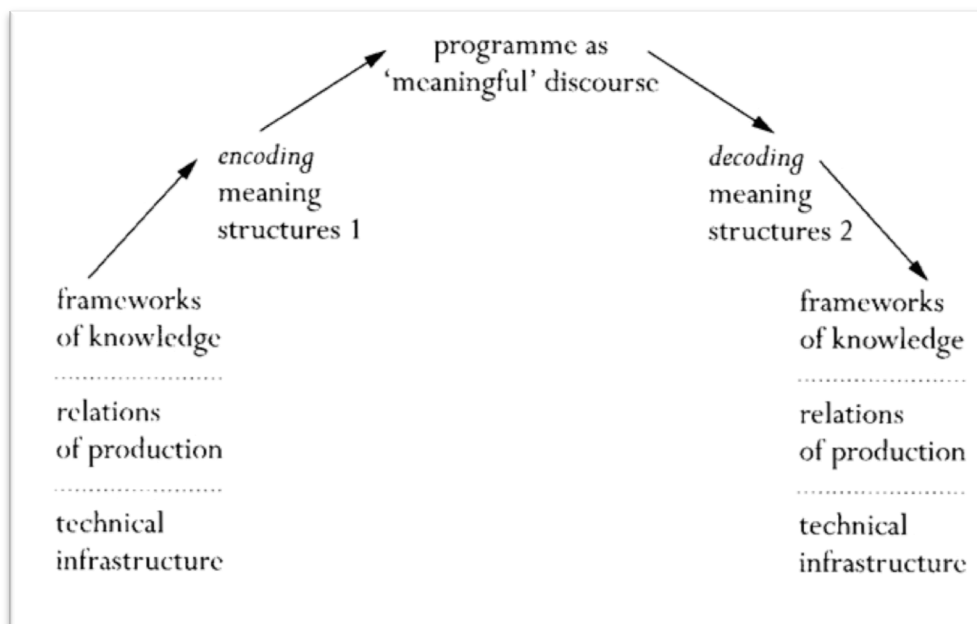 programme as
‘meaningful’ discourse
encoding
meaning
structures 1
decoding
meaning
structures 2
frameworks
of knowledge
relations
of production
technical
infrastructure
frameworks
of knowledge
relations
of production
technical
infrastructure